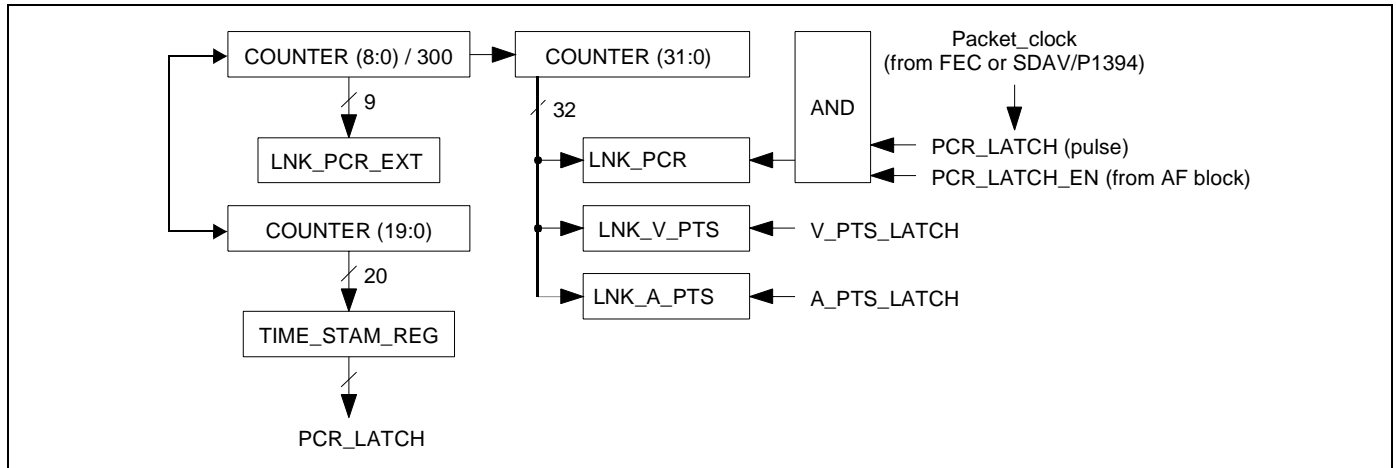 COUNTER (8:0) / 300
COUNTER (31:0)
Packet_clock
(from FEC or SDAV/P1394)
9
32
AND
LNK_PCR_EXT
LNK_PCR
PCR_LATCH (pulse)
PCR_LATCH_EN (from AF block)
COUNTER (19:0)
LNK_V_PTS
V_PTS_LATCH
20
LNK_A_PTS
A_PTS_LATCH
TIME_STAM_REG
PCR_LATCH